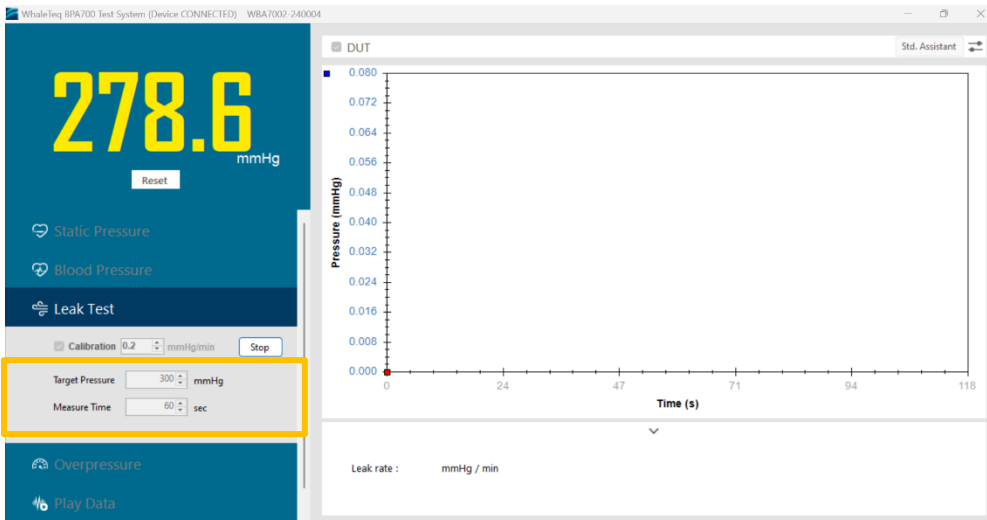 WhaleTeq BPA700 Test System (Device CONNECTED) WBA7002-240004
278.6
mmHg
Reset
Static Pressure
Blood Pressure
Leak Test
Calibration 0.2 mmHg/min Stop
Target Pressure 300 mmHg
Measure Time 60 sec
Overpressure
Play Data
DUT Std. Assistant
Pressure (mmHg)
0.080
0.072
0.064
0.056
0.048
0.040
0.032
0.024
0.016
0.008
0.000
0 24 47 71 94 118
Time (s)
Leak rate : mmHg / min